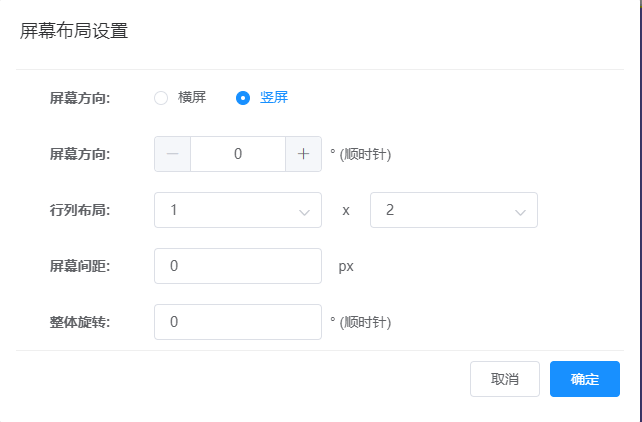 屏幕布局设置
屏幕方向: 横屏 竖屏
屏幕方向: 0 ° (顺时针)
行列布局: 1 x 2
屏幕间距: 0 px
整体旋转: 0 ° (顺时针)
取消 确定